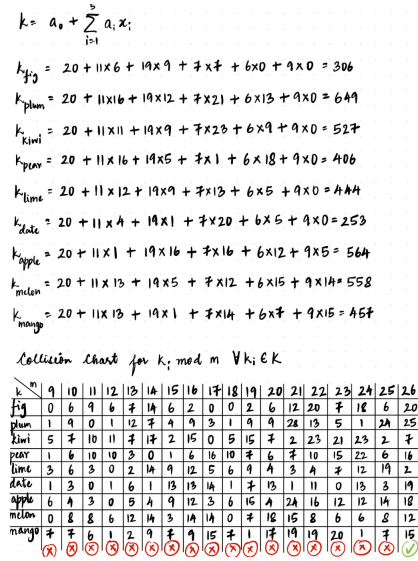 k = a₀ + 5∑i=1 aᵢ xᵢ
k fig = 20 + 11×6 + 19×9 + 7×7 + 6×0 + 9×0 = 306
k plum = 20 + 11×16 + 19×12 + 7×21 + 6×13 + 9×0 = 649
k kiwi = 20 + 11×11 + 19×9 + 7×23 + 6×9 + 9×0 = 527
k pear = 20 + 11×16 + 19×5 + 7×1 + 6×18 + 9×0 = 406
k lime = 20 + 11×12 + 19×9 + 7×13 + 6×5 + 9×0 = 444
k date = 20 + 11×4 + 19×1 + 7×20 + 6×5 + 9×0 = 253
k apple = 20 + 11×1 + 19×16 + 7×16 + 6×12 + 9×5 = 564
k melon = 20 + 11×13 + 19×5 + 7×12 + 6×15 + 9×14 = 558
k mango = 20 + 11×13 + 19×1 + 7×14 + 6×7 + 9×15 = 457
Collision Chart for kᵢ mod m ∀ kᵢ ∈ K
k m 9 10 11 12 13 14 15 16 17 18 19 20 21 22 23 24 25 26
fig 0 6 9 6 7 14 6 2 0 0 2 6 12 20 7 18 6 20
plum 1 9 0 1 12 7 4 9 3 1 9 9 28 13 5 1 24 25
kiwi 5 7 10 11 7 17 2 15 0 5 15 7 2 23 21 23 2 7
pear 1 6 10 10 3 0 1 6 16 10 7 6 7 10 15 22 6 16
lime 3 6 3 0 2 14 9 12 5 6 9 4 3 4 7 12 19 2
date 1 3 0 1 6 1 13 13 14 1 7 13 1 11 0 13 3 19
apple 6 4 3 0 5 4 9 12 3 6 15 4 24 16 12 12 14 18
melon 0 8 8 6 12 14 3 14 14 0 7 18 15 8 6 6 8 12
mango 7 7 6 1 2 9 7 9 15 7 1 17 19 19 20 1 7 15